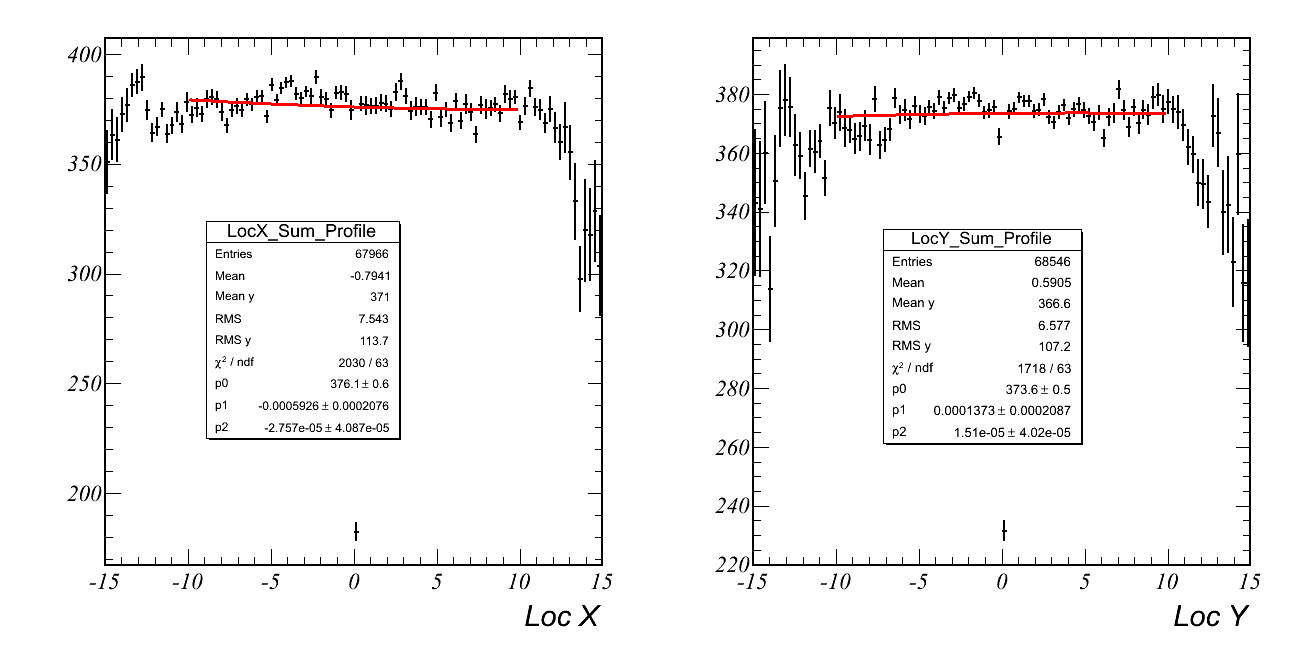 400
350
300
250
200
LocX_Sum_Profile
Entries 67966
Mean -0.7941
Mean y 371
RMS 7.543
RMS y 113.7
χ² / ndf 2030 / 63
p0 376.1 ± 0.6
p1 -0.0005926 ± 0.0002076
p2 -2.757e-05 ± 4.087e-05
-15 -10 -5 0 5 10 15
Loc X
380
360
340
320
300
280
260
240
220
LocY_Sum_Profile
Entries 68546
Mean 0.5905
Mean y 366.6
RMS 6.577
RMS y 107.2
χ² / ndf 1718 / 63
p0 373.6 ± 0.5
p1 0.0001373 ± 0.0002087
p2 1.51e-05 ± 4.02e-05
-15 -10 -5 0 5 10 15
Loc Y